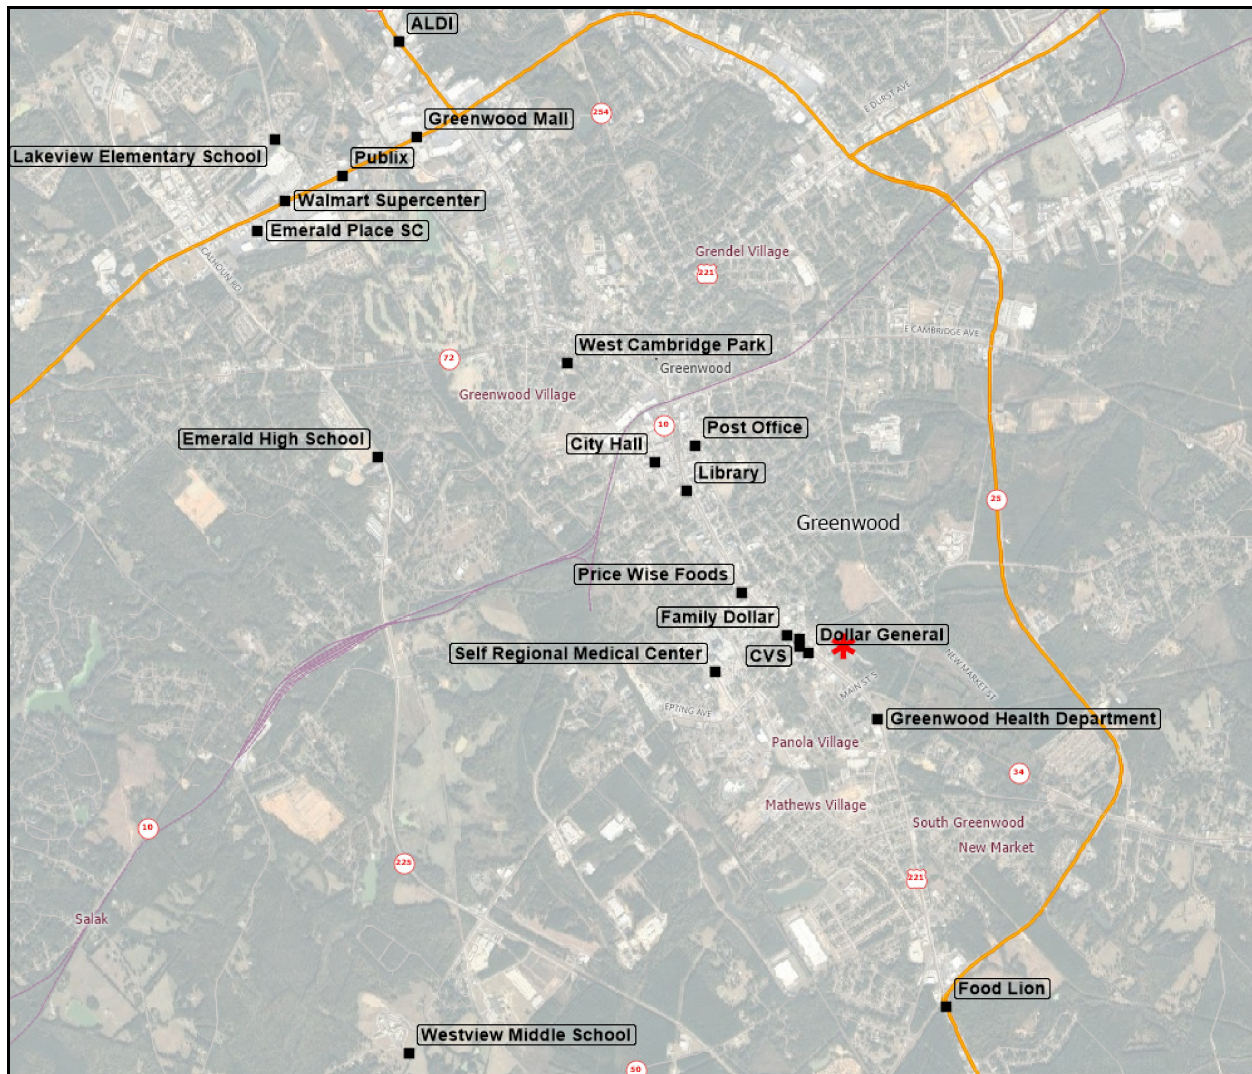 ALDI
Greenwood Mall
254
E DURST AVE
Lakeview Elementary School
Publix
Walmart Supercenter
Emerald Place SC
CALHOUN RD
Grendel Village
221
E CAMBRIDGE AVE
West Cambridge Park
72
Greenwood
Greenwood Village
10
Post Office
Emerald High School
City Hall
Library
25
Greenwood
Price Wise Foods
Family Dollar
Dollar General
Self Regional Medical Center
CVS
NEW MARKET ST
MAIN ST S
EPTING AVE
Greenwood Health Department
Panola Village
34
Mathews Village
South Greenwood
10
New Market
225
221
Salak
Food Lion
Westview Middle School
50